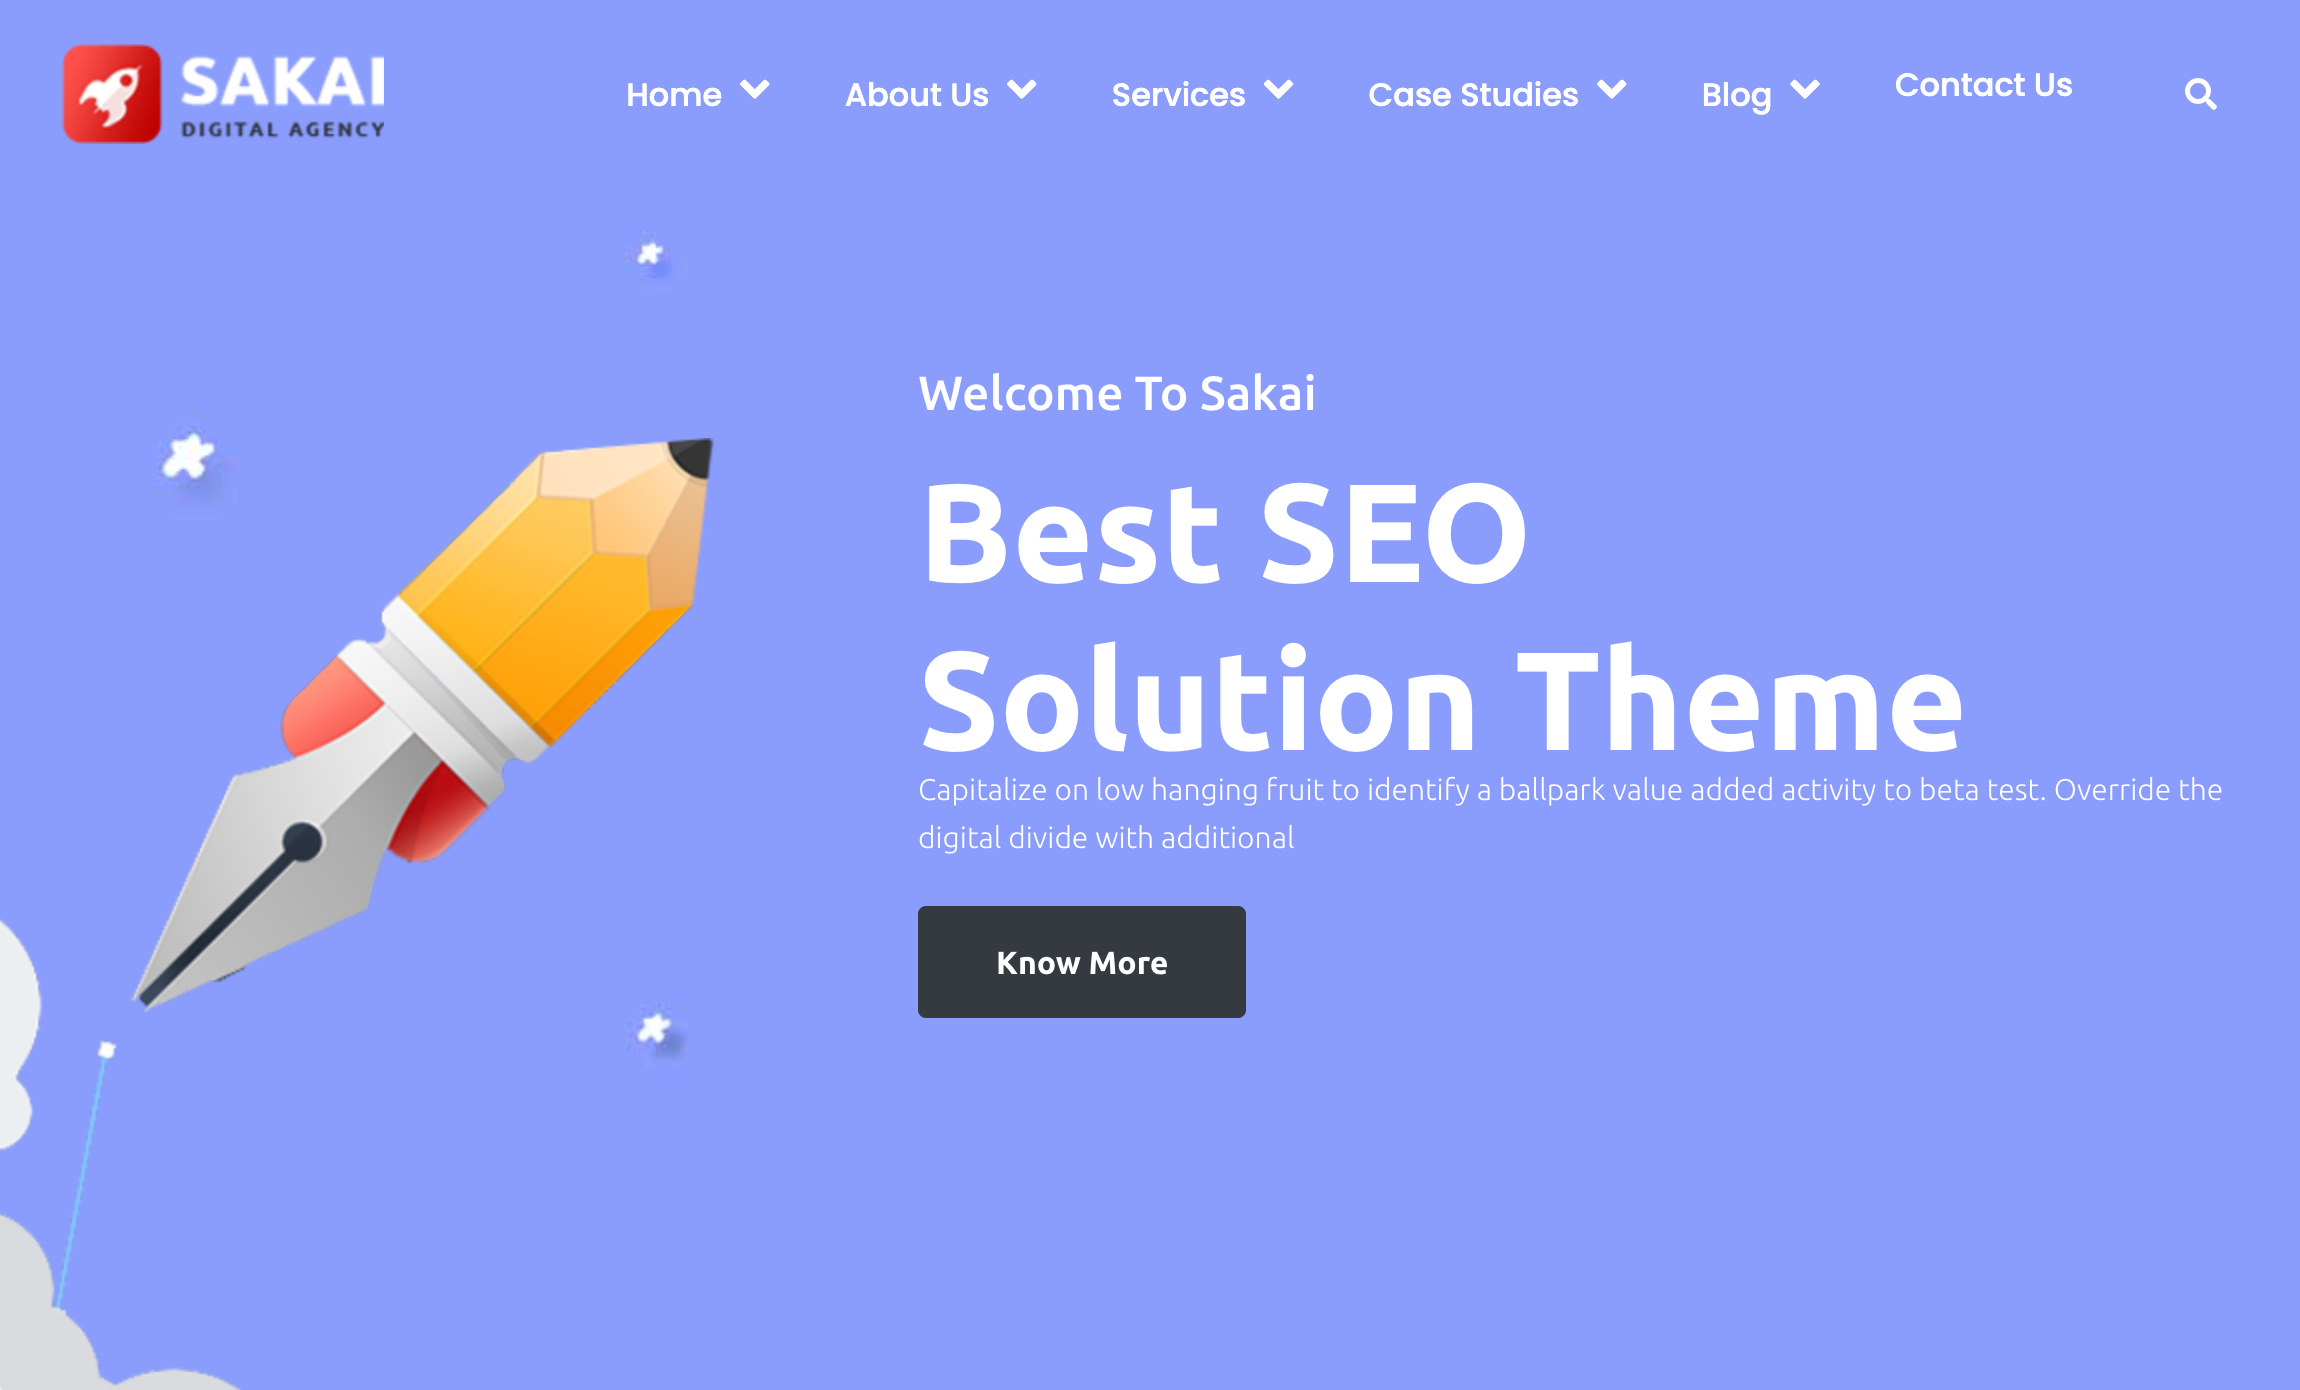 SAKAI
DIGITAL AGENCY
Home About Us Services Case Studies Blog Contact Us
Welcome To Sakai
Best SEO
Solution Theme
Capitalize on low hanging fruit to identify a ballpark value added activity to beta test. Override the
digital divide with additional
Know More